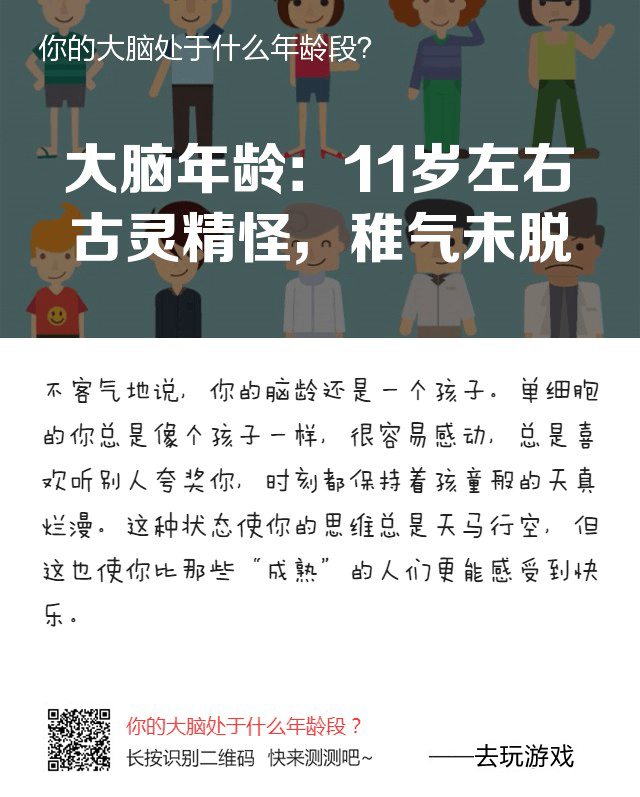 你的大脑处于什么年龄段?
大脑年龄：11岁左右
古灵精怪，稚气未脱
不客气地说，你的脑龄还是一个孩子。单细胞
的你总是像个孩子一样，很容易感动，总是喜
欢听别人夸奖你，时刻都保持着孩童般的天真
烂漫。这种状态使你的思维总是天马行空，但
这也使你比那些“成熟”的人们更能感受到快
乐。
你的大脑处于什么年龄段？
长按识别二维码 快来测测吧~
——去玩游戏